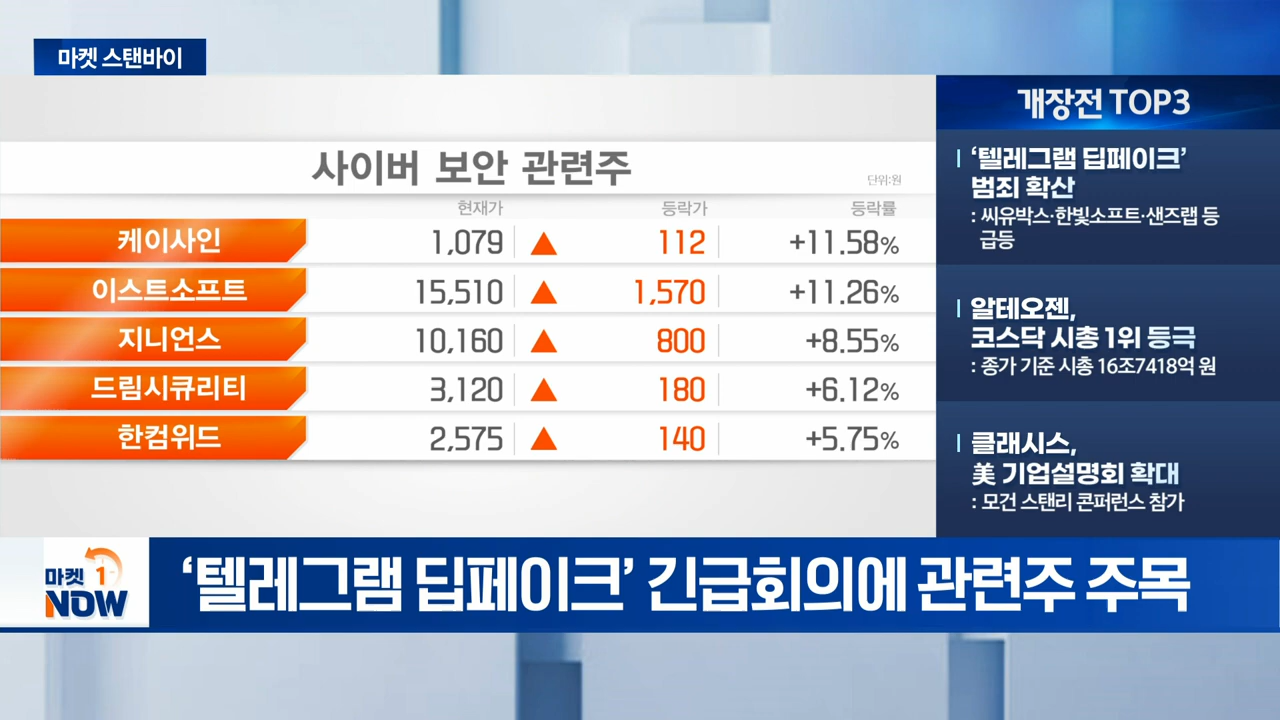 마켓 스탠바이
사이버 보안 관련주
단위:원
현재가 등락가 등락률
케이사인 1,079 ▲ 112 +11.58%
이스트소프트 15,510 ▲ 1,570 +11.26%
지니언스 10,160 ▲ 800 +8.55%
드림시큐리티 3,120 ▲ 180 +6.12%
한컴위드 2,575 ▲ 140 +5.75%
개장전 TOP3
‘텔레그램 딥페이크’
범죄 확산
: 씨유박스·한빛소프트·샌즈랩 등
급등
알테오젠,
코스닥 시총 1위 등극
: 종가 기준 시총 16조7418억 원
클래시스,
美 기업설명회 확대
: 모건 스탠리 콘퍼런스 참가
마켓 1
NOW
‘텔레그램 딥페이크’ 긴급회의에 관련주 주목